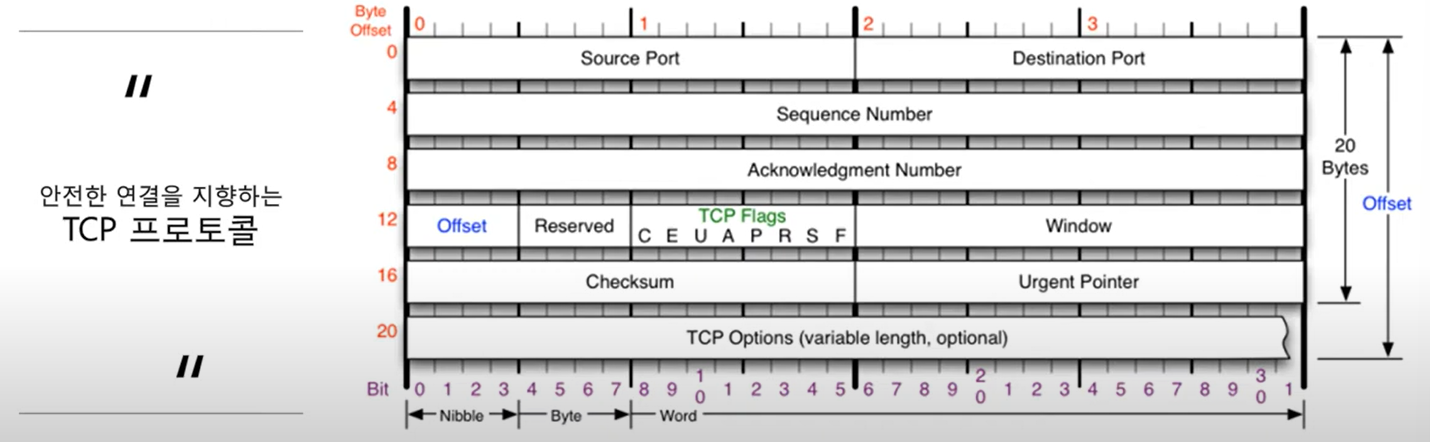 "
안전한 연결을 지향하는
TCP 프로토콜
"
Byte
Offset
0 1 2 3
0
Source Port Destination Port
4
Sequence Number
8
Acknowledgment Number
12
Offset Reserved TCP Flags Window
C E U A P R S F
16
Checksum Urgent Pointer
20
TCP Options (variable length, optional)
20
Bytes
Offset
Bit 0 1 2 3 4 5 6 7 8 9 10 1 2 3 4 5 6 7 8 9 20 1 2 3 4 5 6 7 8 9 30 1
Nibble Byte Word